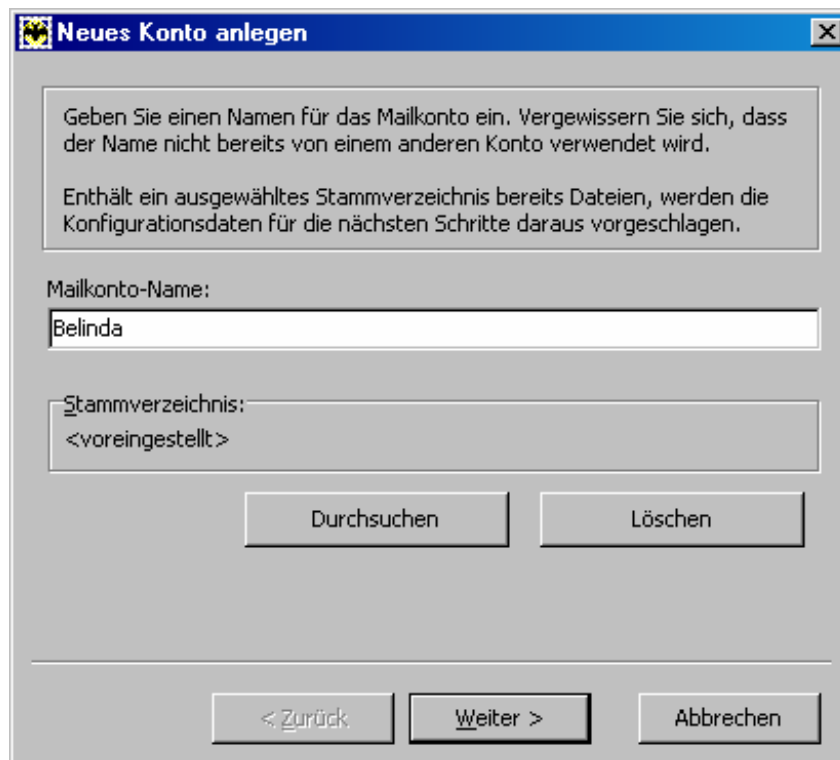 Neues Konto anlegen
Geben Sie einen Namen für das Mailkonto ein. Vergewissern Sie sich, dass
der Name nicht bereits von einem anderen Konto verwendet wird.
Enthält ein ausgewähltes Stammverzeichnis bereits Dateien, werden die
Konfigurationsdaten für die nächsten Schritte daraus vorgeschlagen.
Mailkonto-Name:
Belinda
Stammverzeichnis:
<voreingestellt>
Durchsuchen Löschen
< Zurück Weiter > Abbrechen